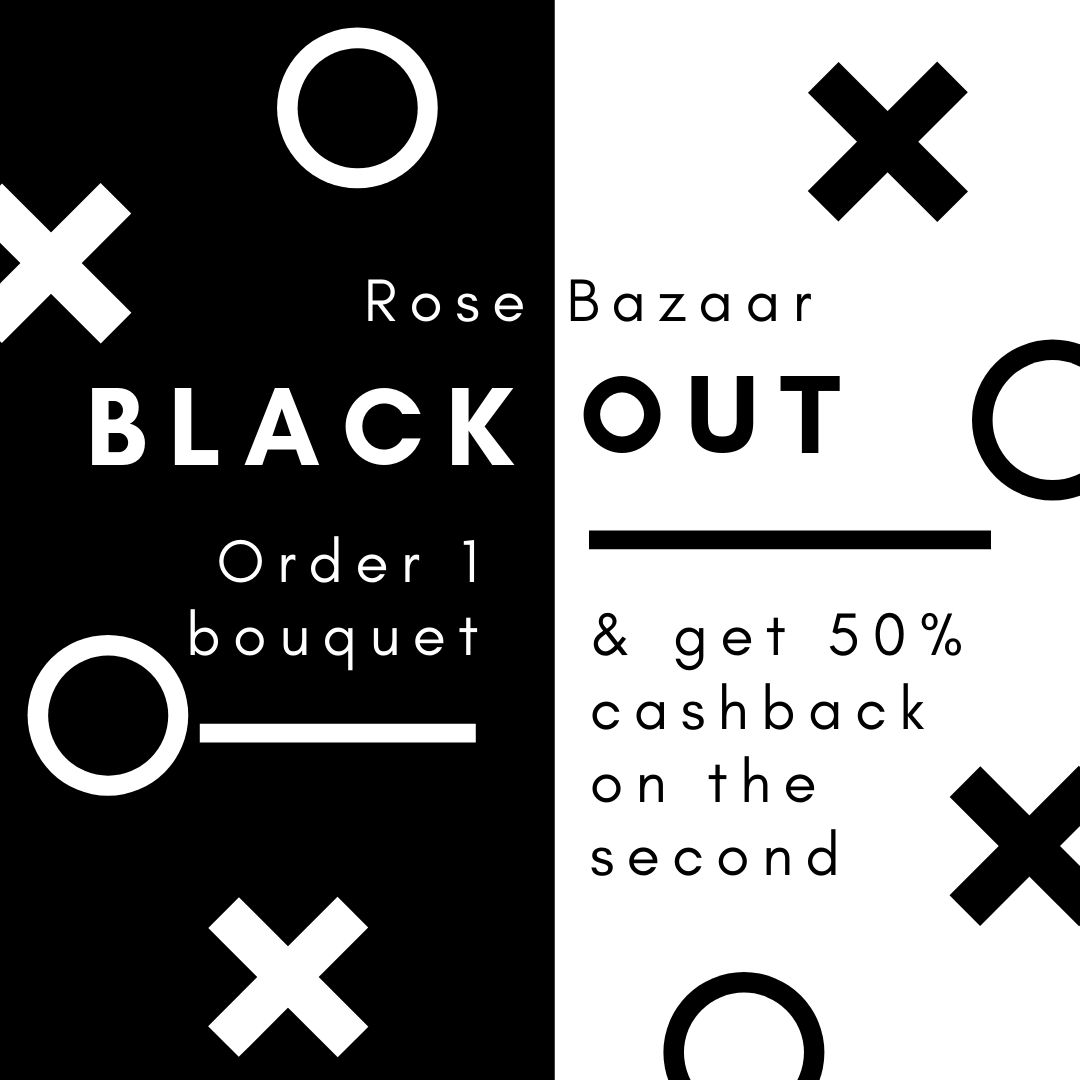 Rose Bazaar
BLACK OUT
Order 1
bouquet
& get 50%
cashback
on the
second